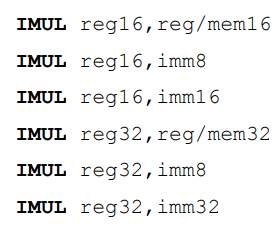 IMUL reg16,reg/mem16
IMUL reg16,imm8
IMUL reg16,imm16
IMUL reg32,reg/mem32
IMUL reg32,imm8
IMUL reg32,imm32